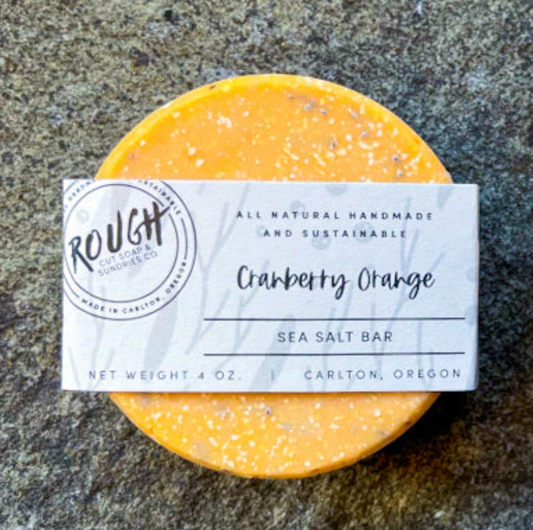 HANDMADE
SUSTAINABLE
ROUGH
CUT SOAP &
SUNDRIES CO
MADE IN CARLTON, OREGON
ALL NATURAL HANDMADE
AND SUSTAINABLE
Cranberry Orange
SEA SALT BAR
NET WEIGHT 4 OZ. | CARLTON, OREGON